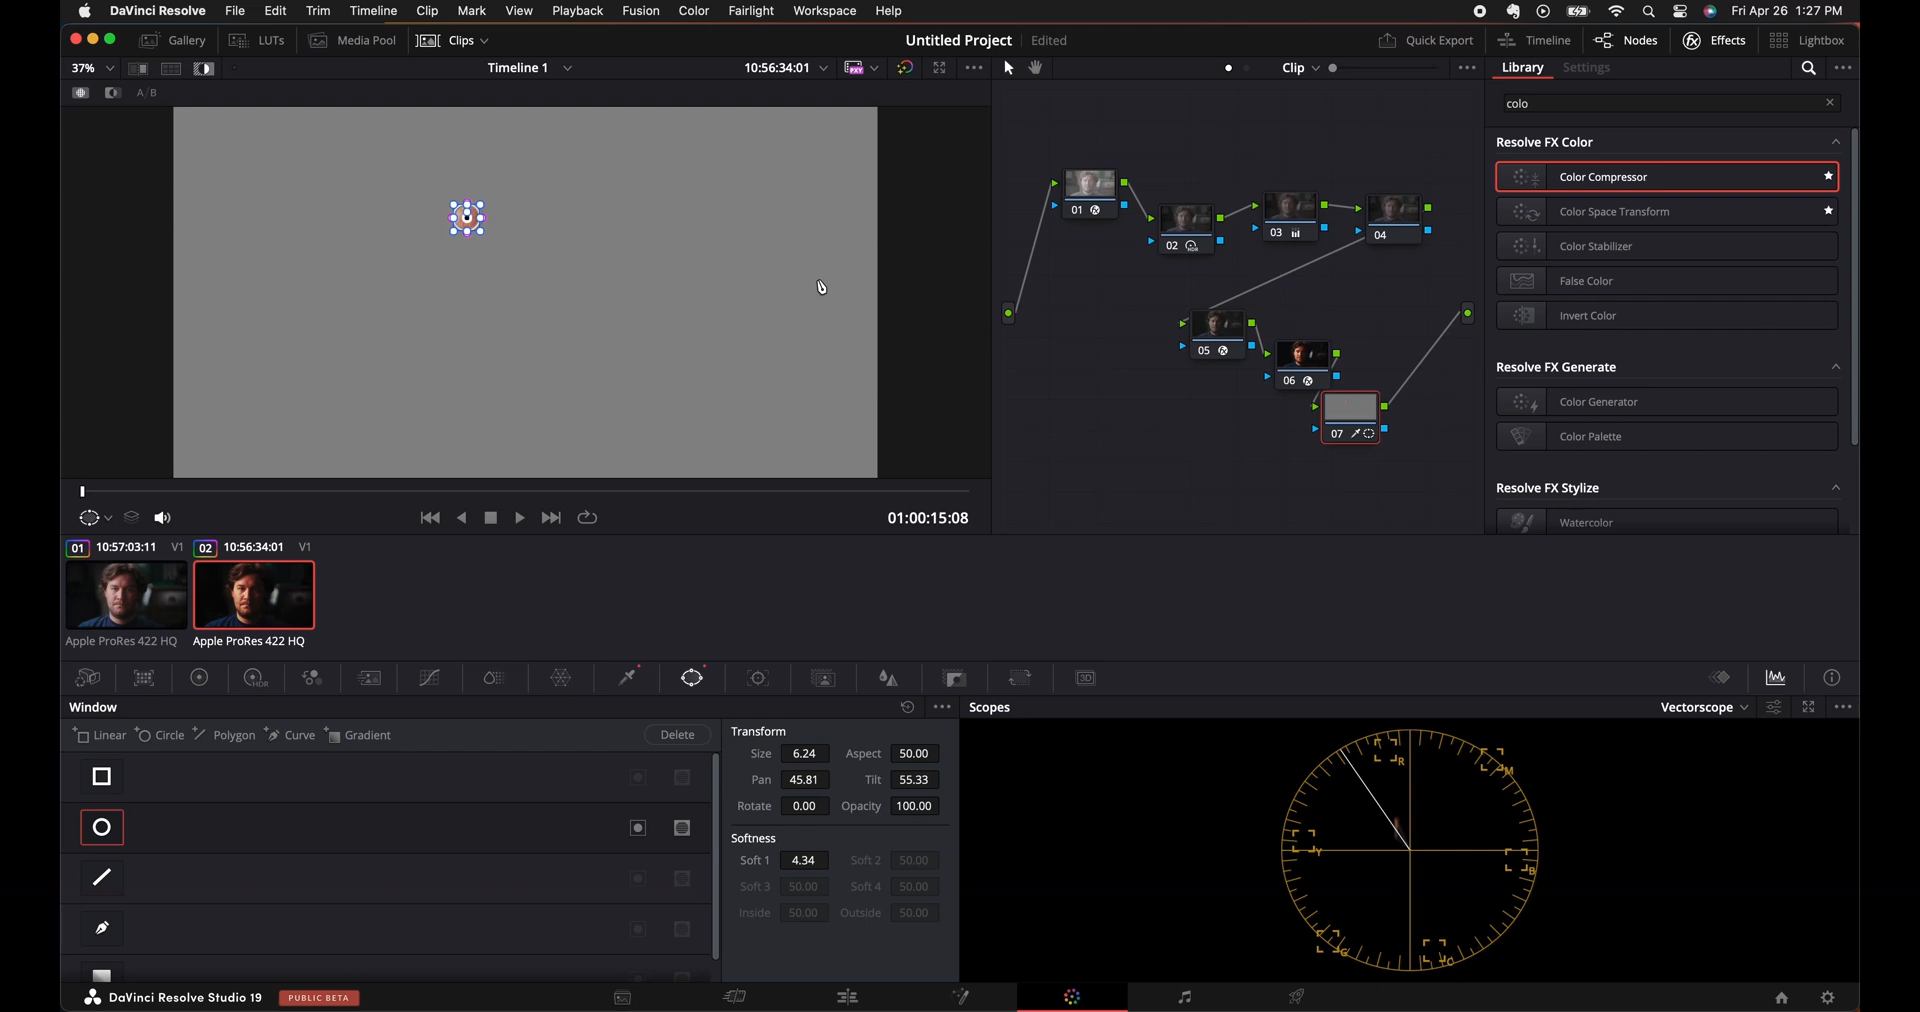 DaVinci Resolve File Edit Trim Timeline Clip Mark View Playback Fusion Color Fairlight Workspace Help Fri Apr 26 1:27 PM
Gallery LUTs Media Pool Clips Untitled Project Edited Quick Export Timeline Nodes Effects Lightbox
37% Timeline 1 10:56:34:01 PXY Clip Library Settings
A/B
colo
Resolve FX Color
Color Compressor
Color Space Transform
Color Stabilizer
False Color
Invert Color
Resolve FX Generate
Color Generator
Color Palette
Resolve FX Stylize
Watercolor
01
02 HDR
03
04
05
06
07
01:00:15:08
01 10:57:03:11 V1 02 10:56:34:01 V1
Apple ProRes 422 HQ Apple ProRes 422 HQ
HDR 3D
Window Scopes Vectorscope
Linear Circle Polygon Curve Gradient Delete
Transform
Size 6.24 Aspect 50.00
Pan 45.81 Tilt 55.33
Rotate 0.00 Opacity 100.00
Softness
Soft 1 4.34 Soft 2 50.00
Soft 3 50.00 Soft 4 50.00
Inside 50.00 Outside 50.00
R
M
Y
B
G
C
DaVinci Resolve Studio 19 PUBLIC BETA